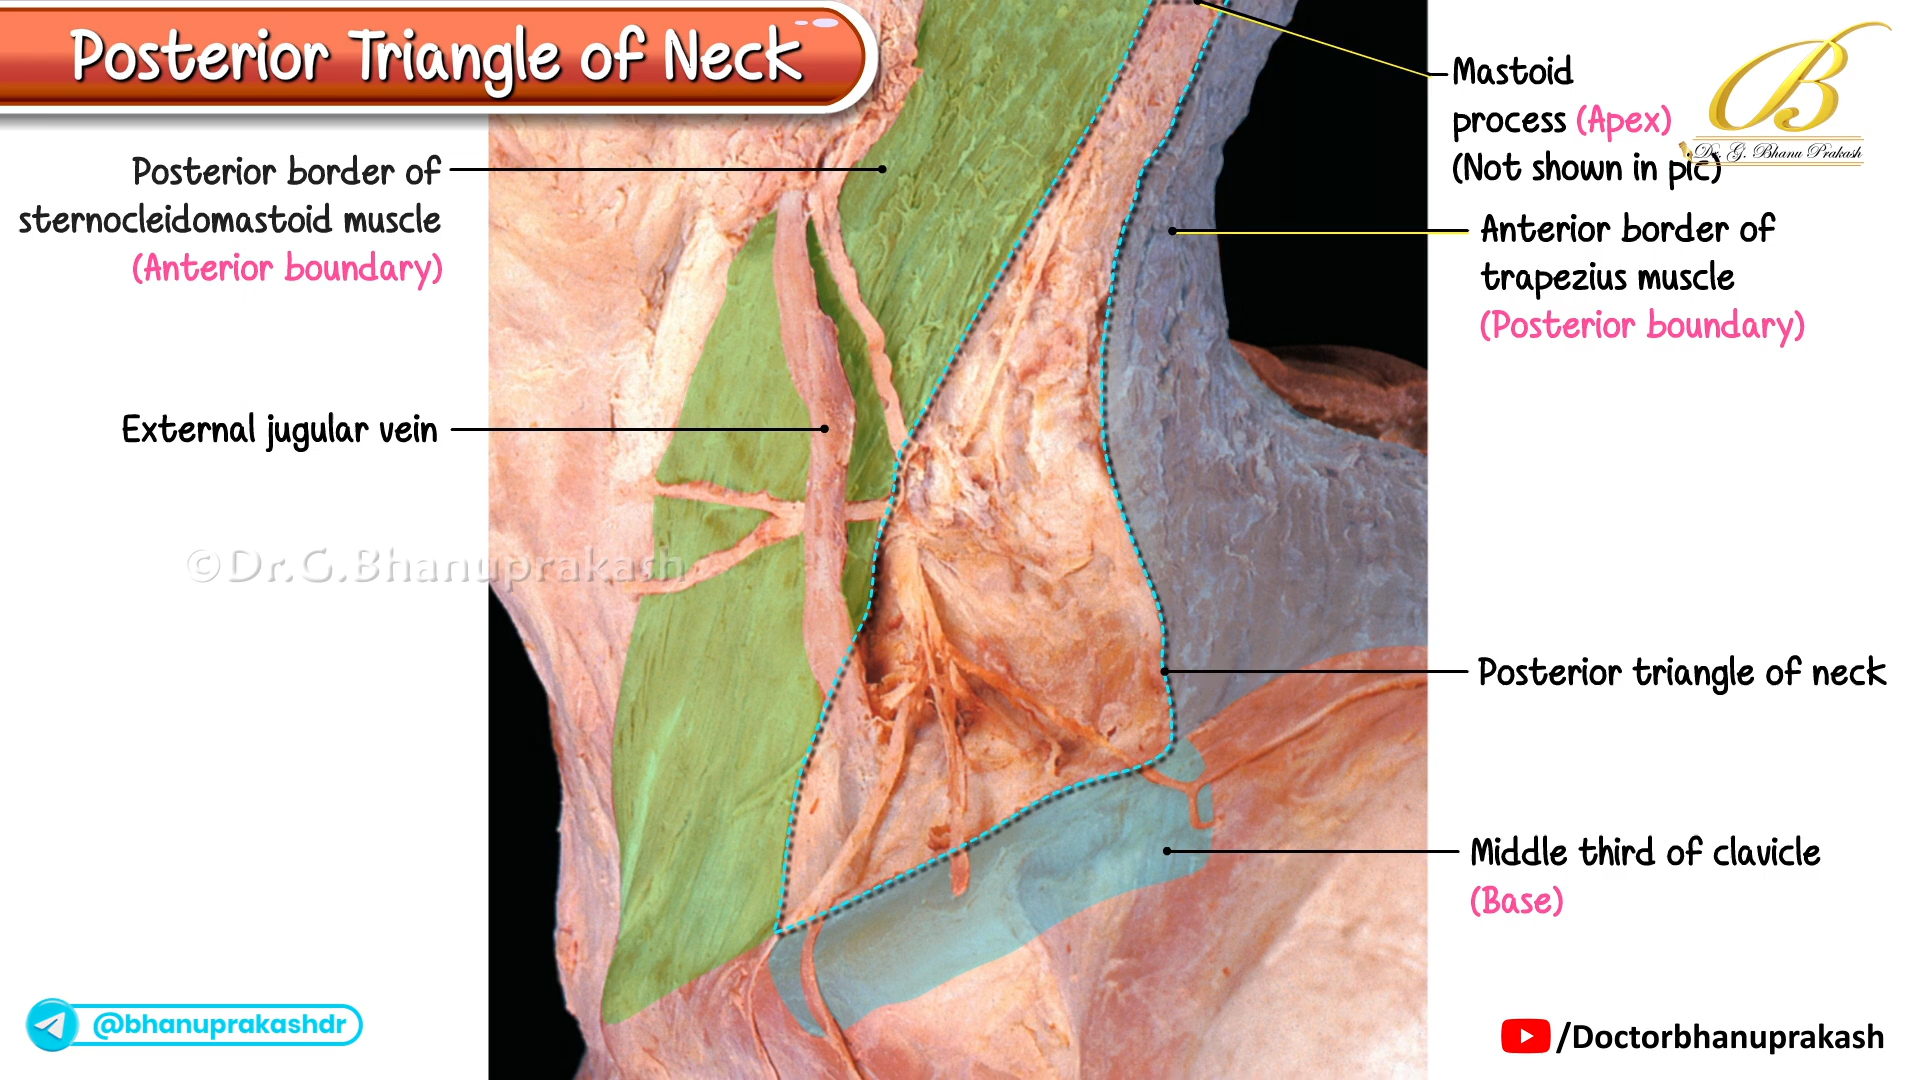 Posterior Triangle of Neck
Posterior border of
sternocleidomastoid muscle
(Anterior boundary)
External jugular vein
Mastoid
process (Apex)
(Not shown in pic)
B
Dr. G. Bhanu Prakash
Anterior border of
trapezius muscle
(Posterior boundary)
Posterior triangle of neck
Middle third of clavicle
(Base)
©Dr.G.Bhanuprakash
@bhanuprakashdr
/Doctorbhanuprakash